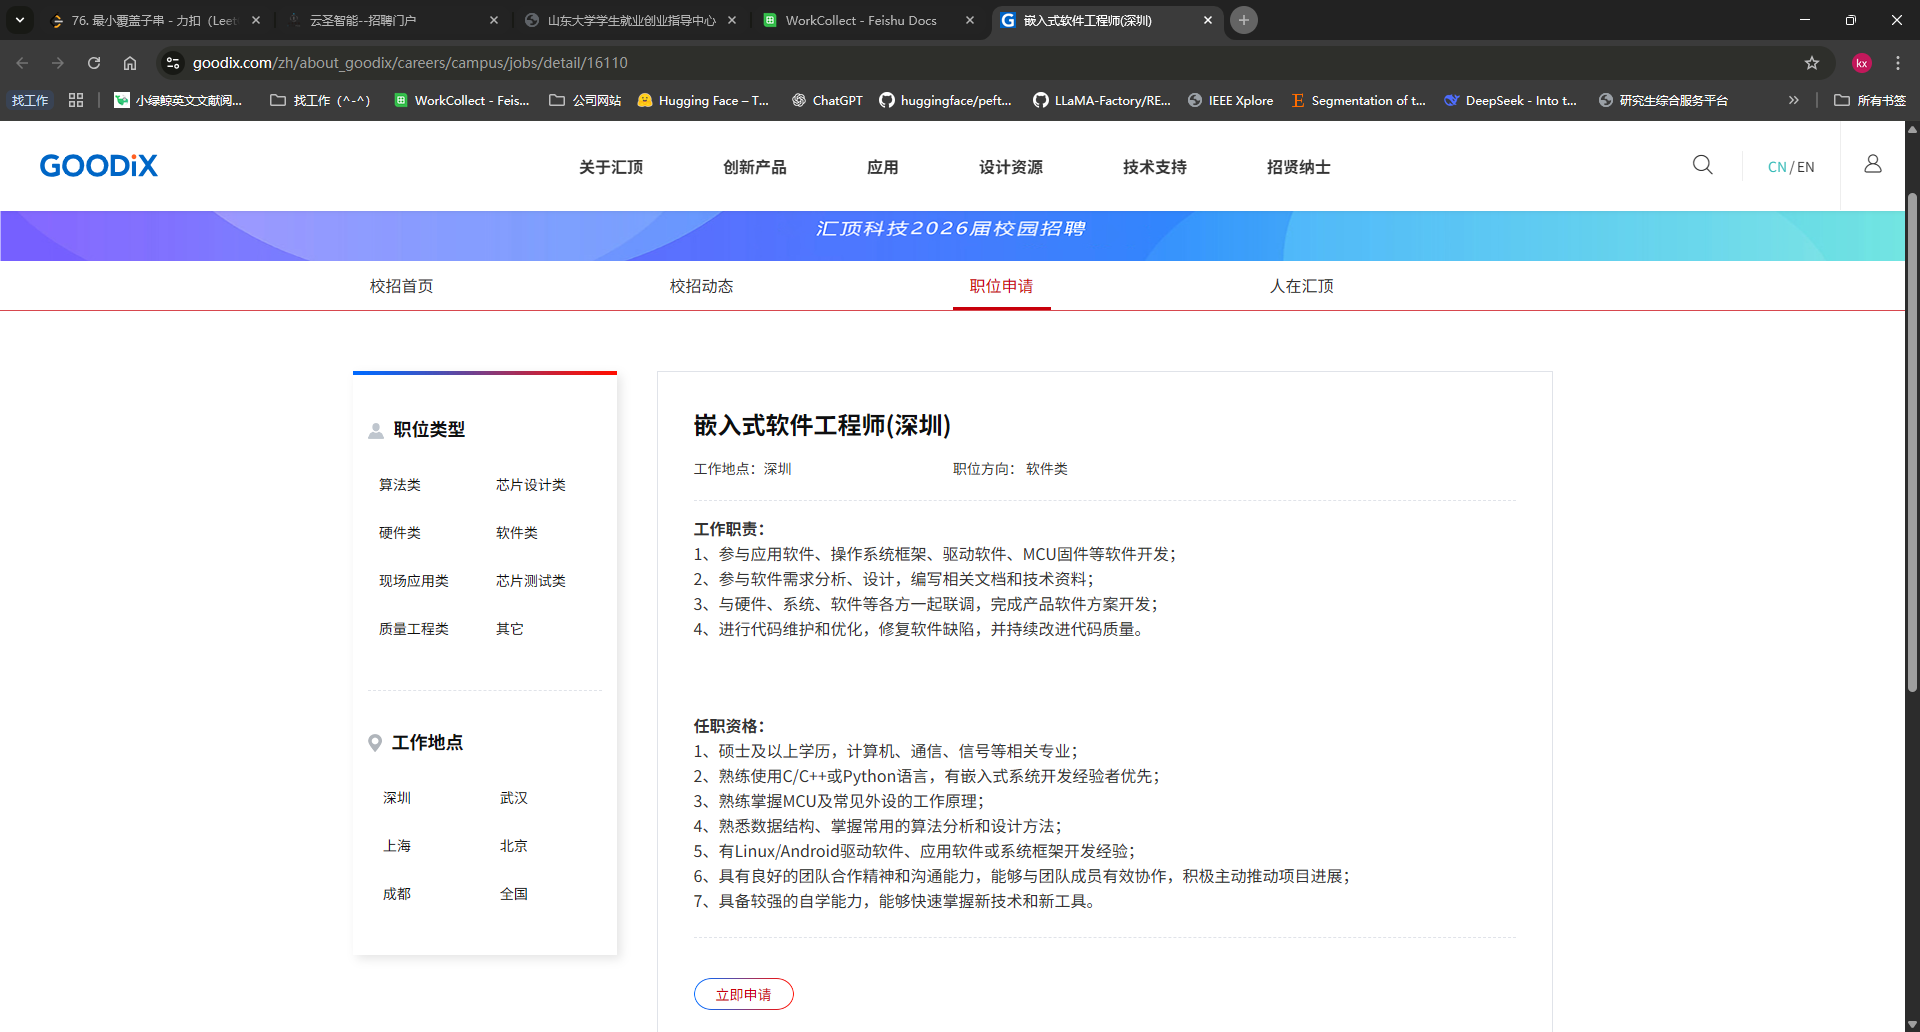 76. 最小覆盖子串 - 力扣（Leet
云圣智能--招聘门户
山东大学学生就业创业指导中心
WorkCollect - Feishu Docs
嵌入式软件工程师(深圳)
goodix.com/zh/about_goodix/careers/campus/jobs/detail/16110
kx
找工作
小绿鲸英文文献阅...
找工作（^-^）
WorkCollect - Feis...
公司网站
Hugging Face – T...
ChatGPT
huggingface/peft...
LLaMA-Factory/RE...
IEEE Xplore
Segmentation of t...
DeepSeek - Into t...
研究生综合服务平台
所有书签
GOODiX
关于汇顶
创新产品
应用
设计资源
技术支持
招贤纳士
CN / EN
汇顶科技2026届校园招聘
校招首页
校招动态
职位申请
人在汇顶
职位类型
算法类
芯片设计类
硬件类
软件类
现场应用类
芯片测试类
质量工程类
其它
工作地点
深圳
武汉
上海
北京
成都
全国
嵌入式软件工程师(深圳)
工作地点：深圳
职位方向： 软件类
工作职责：
1、参与应用软件、操作系统框架、驱动软件、MCU固件等软件开发；
2、参与软件需求分析、设计，编写相关文档和技术资料；
3、与硬件、系统、软件等各方一起联调，完成产品软件方案开发；
4、进行代码维护和优化，修复软件缺陷，并持续改进代码质量。
任职资格：
1、硕士及以上学历，计算机、通信、信号等相关专业；
2、熟练使用C/C++或Python语言，有嵌入式系统开发经验者优先；
3、熟练掌握MCU及常见外设的工作原理；
4、熟悉数据结构、掌握常用的算法分析和设计方法；
5、有Linux/Android驱动软件、应用软件或系统框架开发经验；
6、具有良好的团队合作精神和沟通能力，能够与团队成员有效协作，积极主动推动项目进展；
7、具备较强的自学能力，能够快速掌握新技术和新工具。
立即申请